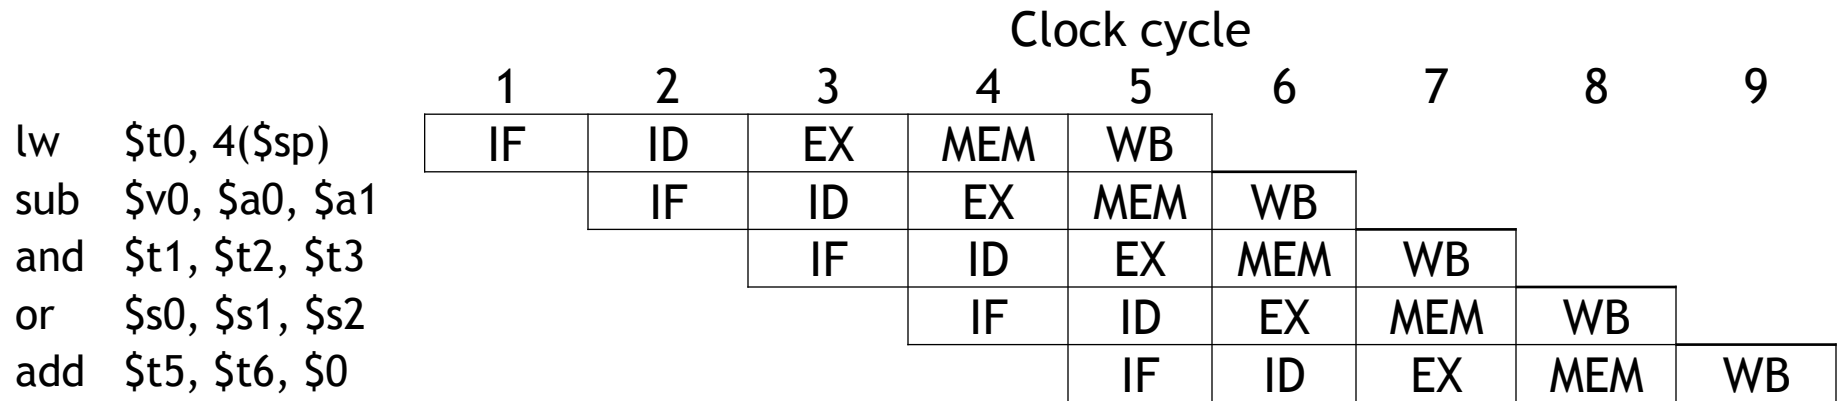 Clock cycle
1 2 3 4 5 6 7 8 9
lw $t0, 4($sp) IF ID EX MEM WB
sub $v0, $a0, $a1 IF ID EX MEM WB
and $t1, $t2, $t3 IF ID EX MEM WB
or $s0, $s1, $s2 IF ID EX MEM WB
add $t5, $t6, $0 IF ID EX MEM WB